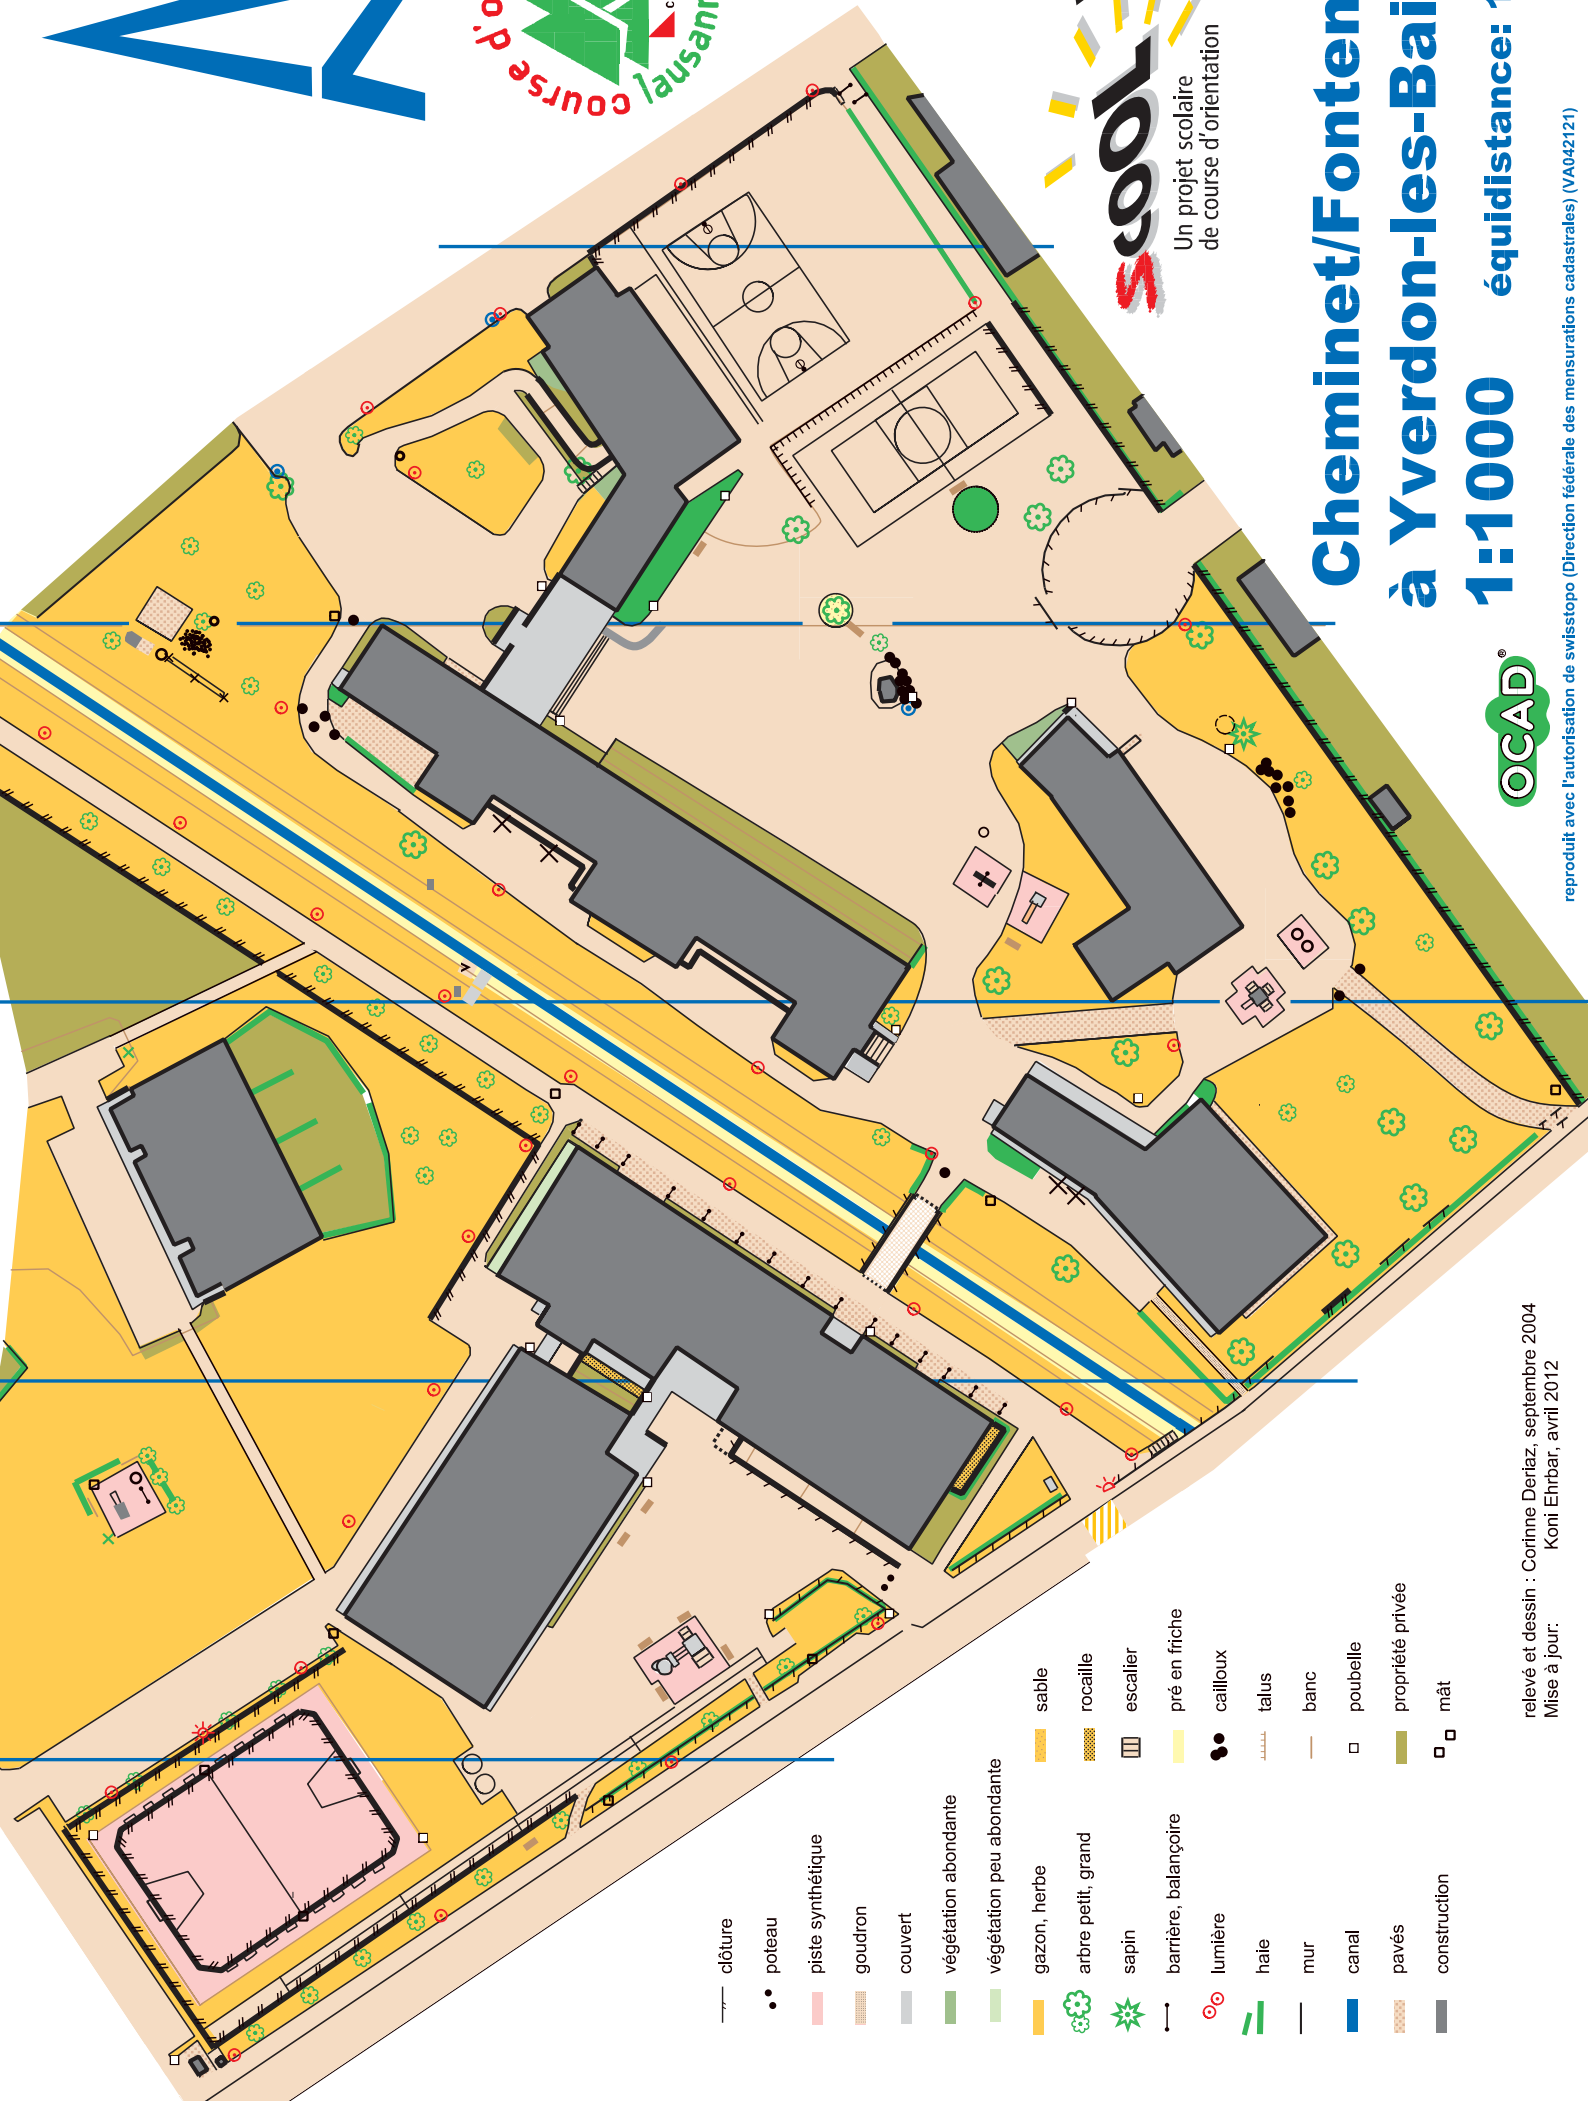 course d'o
lausann
c
scool
Un projet scolaire
de course d'orientation
Cheminet/Fonten
à Yverdon-les-Bai
1:1000 équidistance: 1
reproduit avec l'autorisation de swisstopo (Direction fédérale des mensurations cadastrales) (VA042121)
OCAD ®
clôture
poteau
piste synthétique
goudron
couvert
végétation abondante
végétation peu abondante
gazon, herbe
arbre petit, grand
sapin
barrière, balançoire
lumière
haie
mur
canal
pavés
construction
sable
rocaille
escalier
pré en friche
cailloux
talus
banc
poubelle
propriété privée
mât
relevé et dessin : Corinne Deriaz, septembre 2004
Mise à jour: Koni Ehrbar, avril 2012